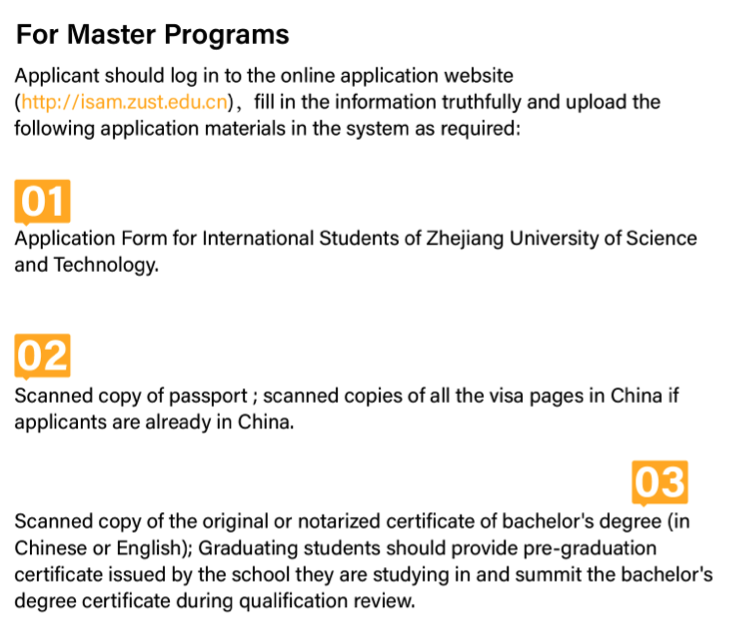 For Master Programs
Applicant should log in to the online application website
(http://isam.zust.edu.cn)，fill in the information truthfully and upload the
following application materials in the system as required:
01
Application Form for International Students of Zhejiang University of Science
and Technology.
02
Scanned copy of passport ; scanned copies of all the visa pages in China if
applicants are already in China.
03
Scanned copy of the original or notarized certificate of bachelor's degree (in
Chinese or English); Graduating students should provide pre-graduation
certificate issued by the school they are studying in and summit the bachelor's
degree certificate during qualification review.